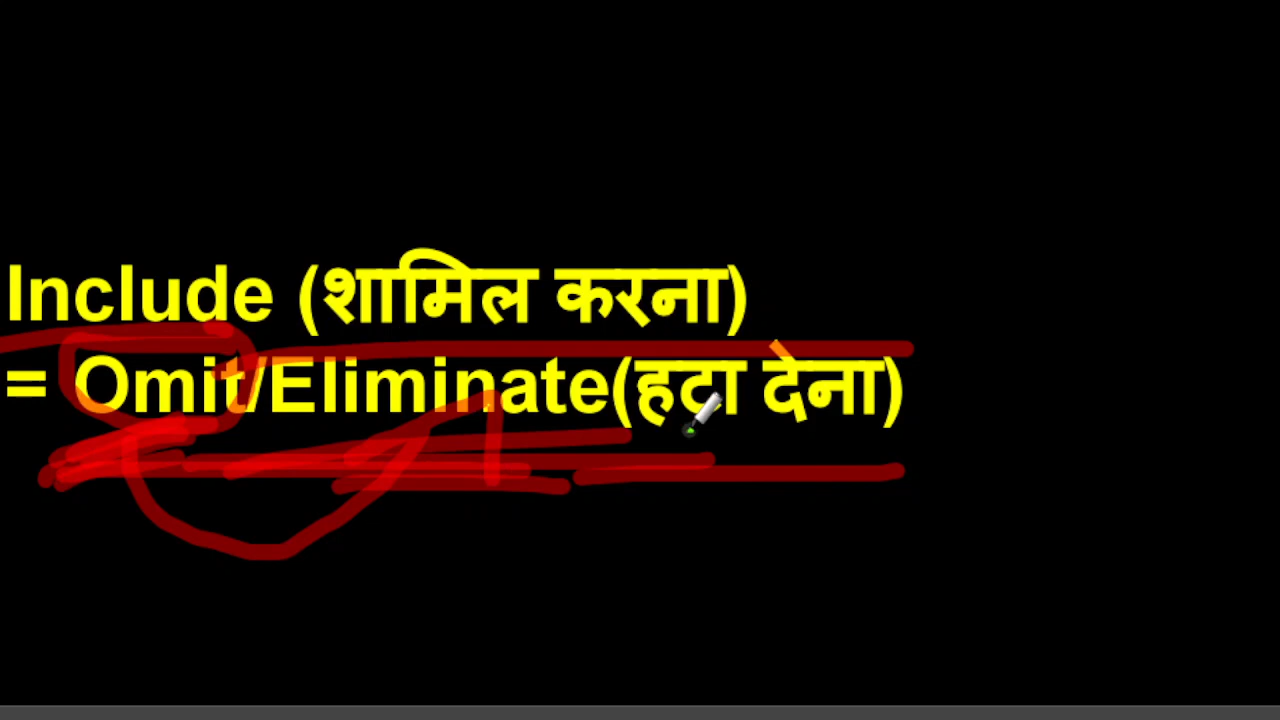 Include (शामिल करना)
= Omit/Eliminate(हटा देना)